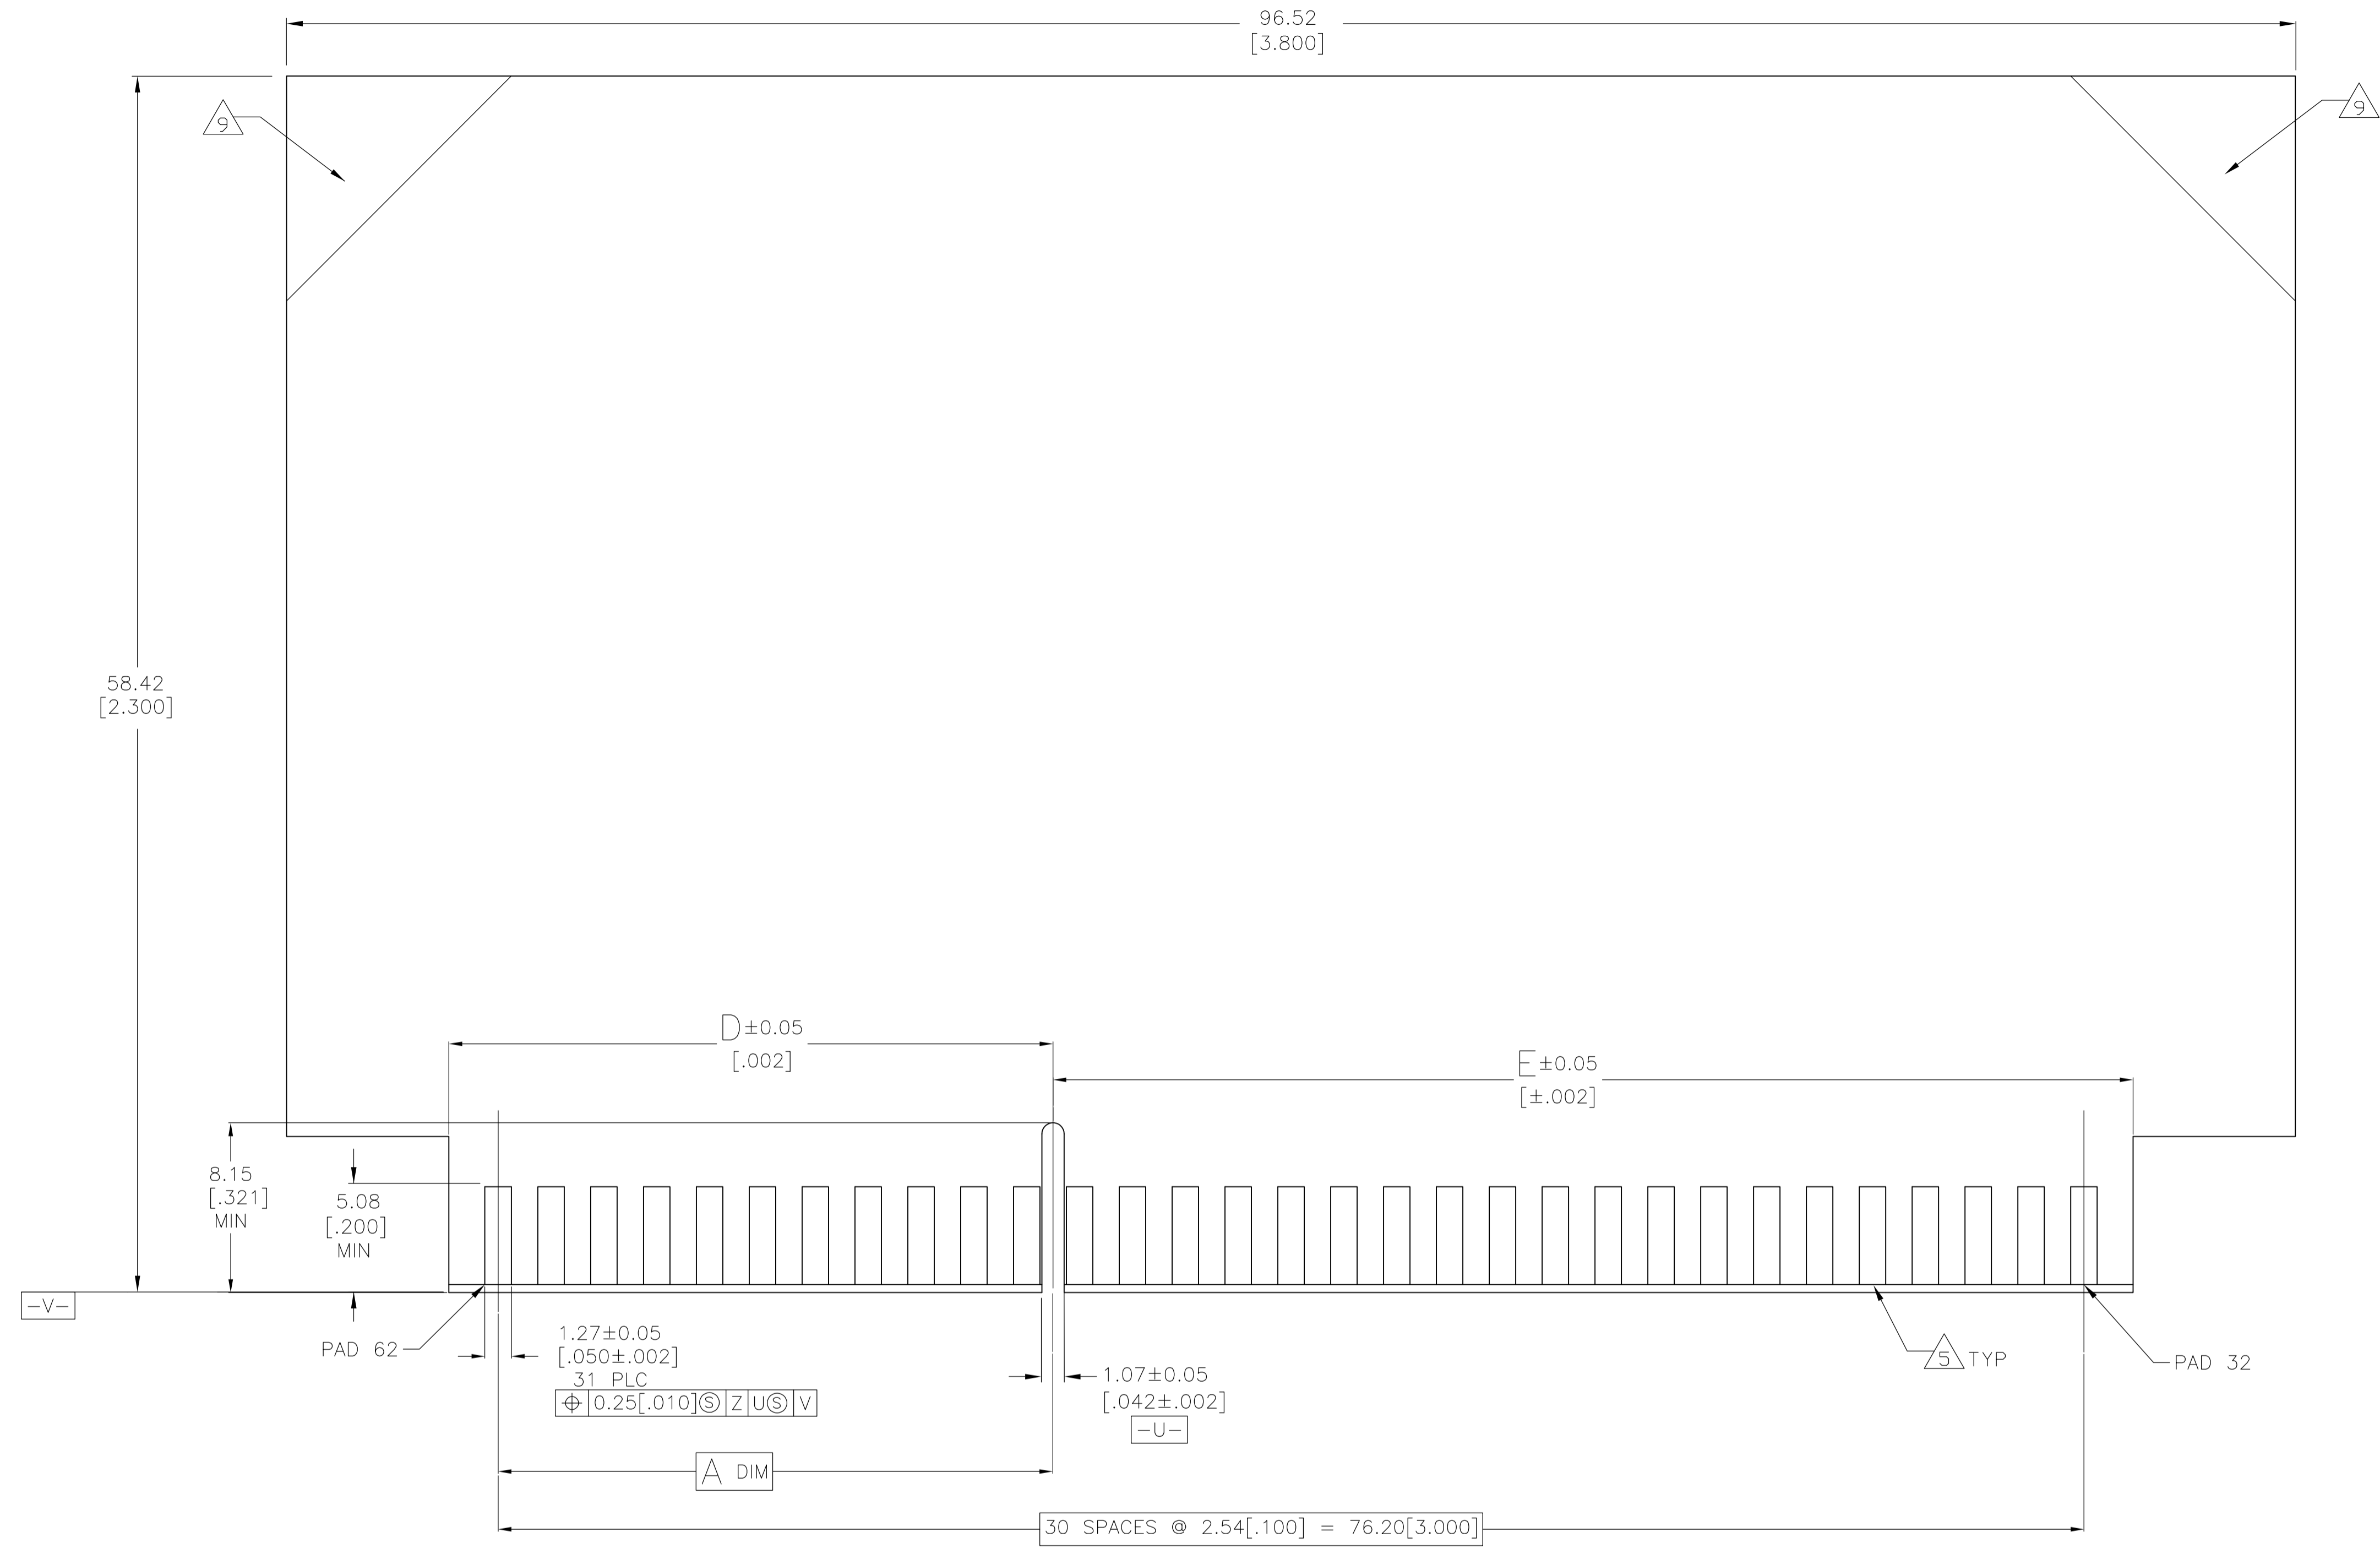 96.52
[3.800]
9
9
58.42
[2.300]
D±0.05
[.002]
E±0.05
[±.002]
8.15
[.321]
MIN
5.08
[.200]
MIN
-V-
PAD 62
1.27±0.05
[.050±.002]
31 PLC
⌖ 0.25[.010]Ⓢ Z UⓈ V
1.07±0.05
[.042±.002]
-U-
5 TYP
PAD 32
A DIM
30 SPACES @ 2.54[.100] = 76.20[3.000]